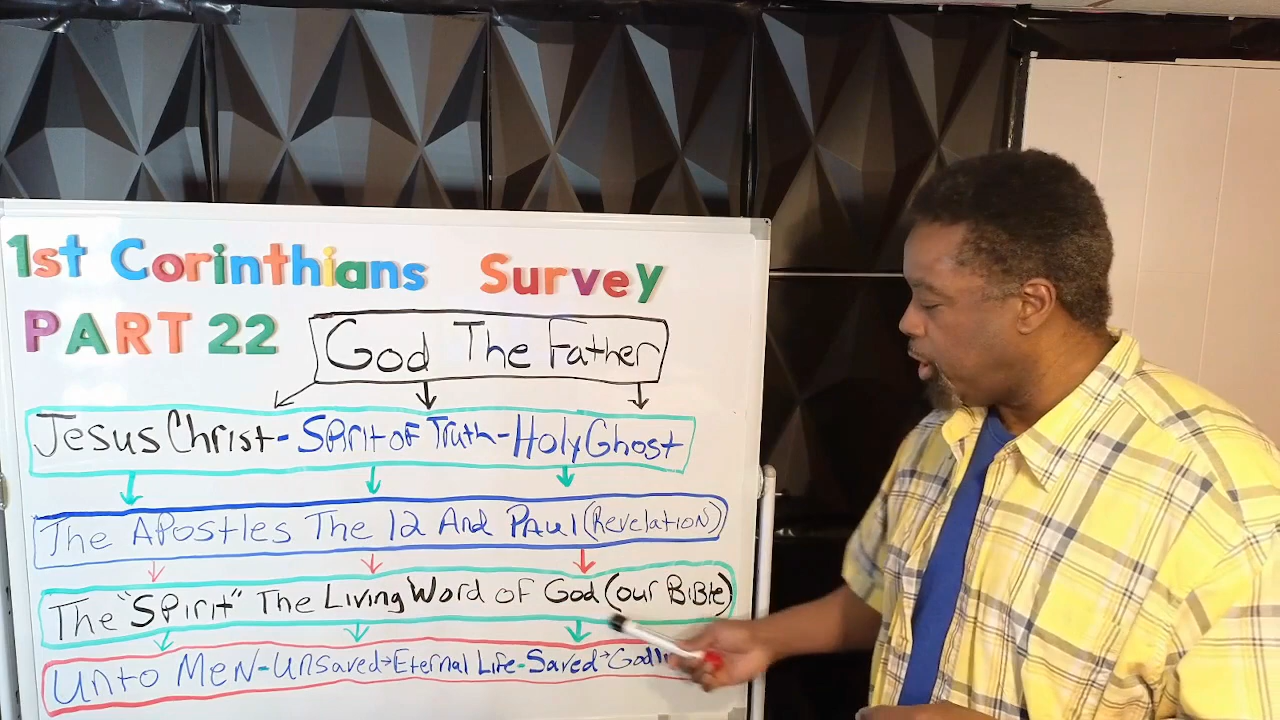 1st Corinthians Survey
PART 22
God The Father
Jesus Christ-Spirit of Truth-Holy Ghost
The Apostles The 12 And Paul (Revelation)
The "Spirit" The Living Word of God (our BiBle)
Unto Men-Unsaved→Eternal Life-Saved→